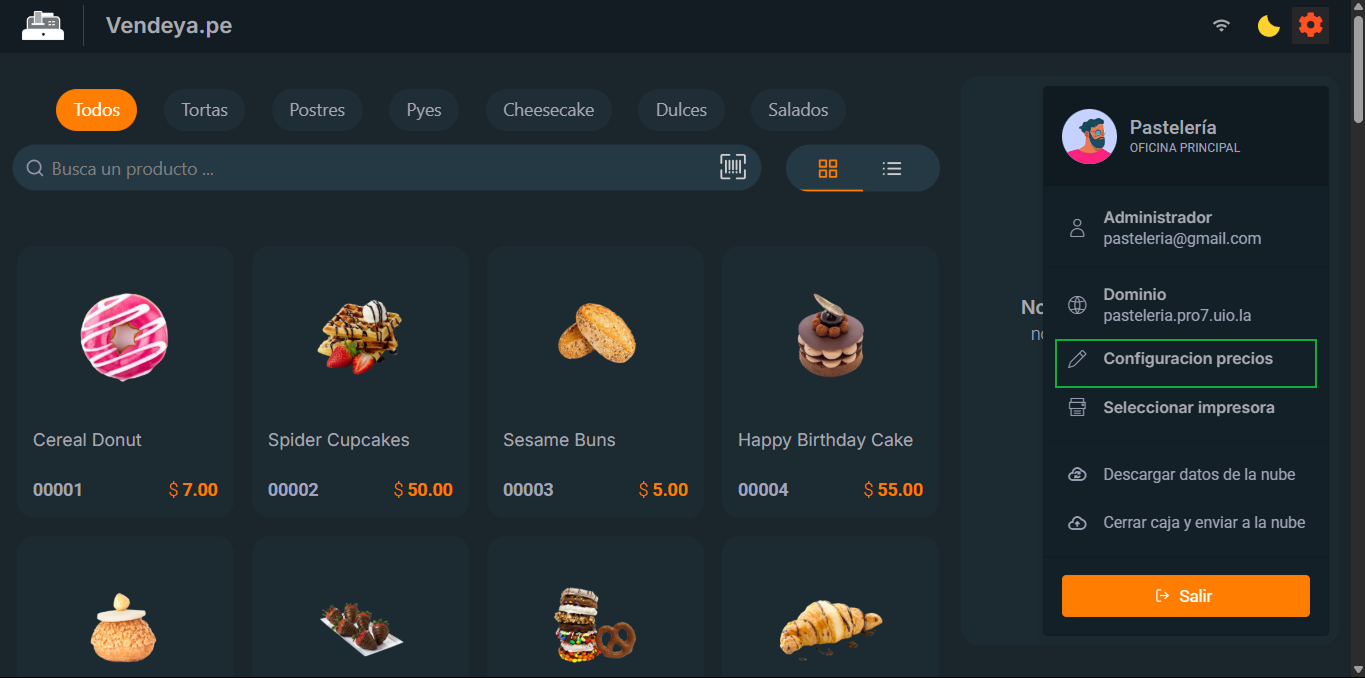 Vendeya.pe
Todos
Tortas
Postres
Pyes
Cheesecake
Dulces
Salados
Busca un producto ...
Cereal Donut
00001
$ 7.00
Spider Cupcakes
00002
$ 50.00
Sesame Buns
00003
$ 5.00
Happy Birthday Cake
00004
$ 55.00
Pastelería
OFICINA PRINCIPAL
Administrador
pasteleria@gmail.com
Dominio
pasteleria.pro7.uio.la
Configuracion precios
Seleccionar impresora
Descargar datos de la nube
Cerrar caja y enviar a la nube
Salir